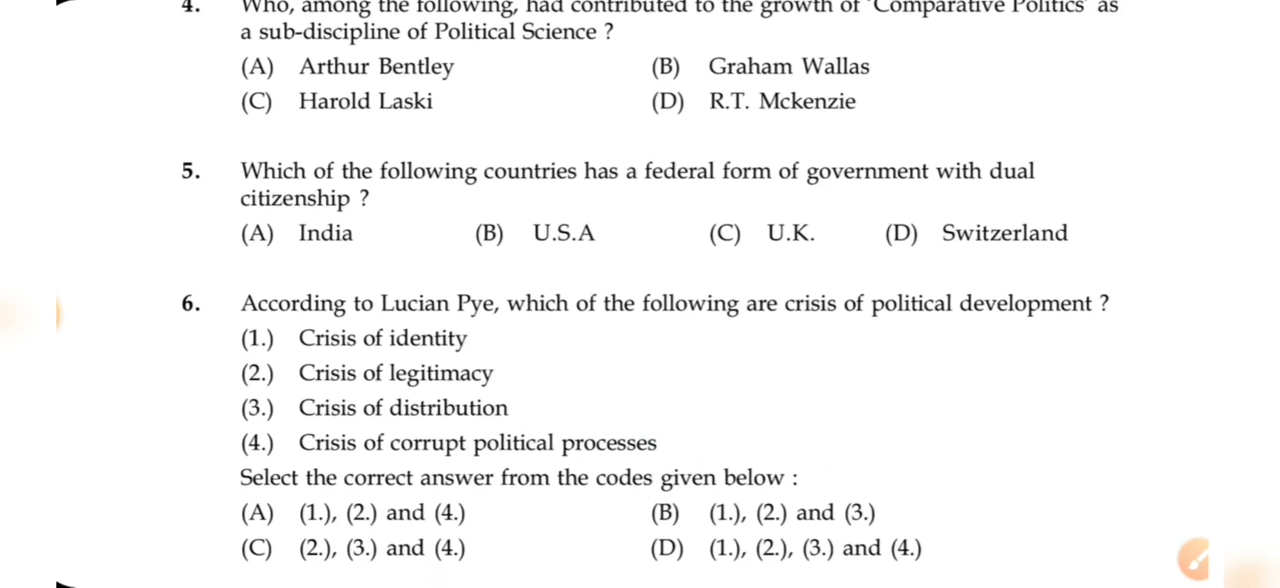 4. Who, among the following, had contributed to the growth of 'Comparative Politics' as
a sub-discipline of Political Science ?
(A) Arthur Bentley (B) Graham Wallas
(C) Harold Laski (D) R.T. Mckenzie
5. Which of the following countries has a federal form of government with dual
citizenship ?
(A) India (B) U.S.A (C) U.K. (D) Switzerland
6. According to Lucian Pye, which of the following are crisis of political development ?
(1.) Crisis of identity
(2.) Crisis of legitimacy
(3.) Crisis of distribution
(4.) Crisis of corrupt political processes
Select the correct answer from the codes given below :
(A) (1.), (2.) and (4.) (B) (1.), (2.) and (3.)
(C) (2.), (3.) and (4.) (D) (1.), (2.), (3.) and (4.)